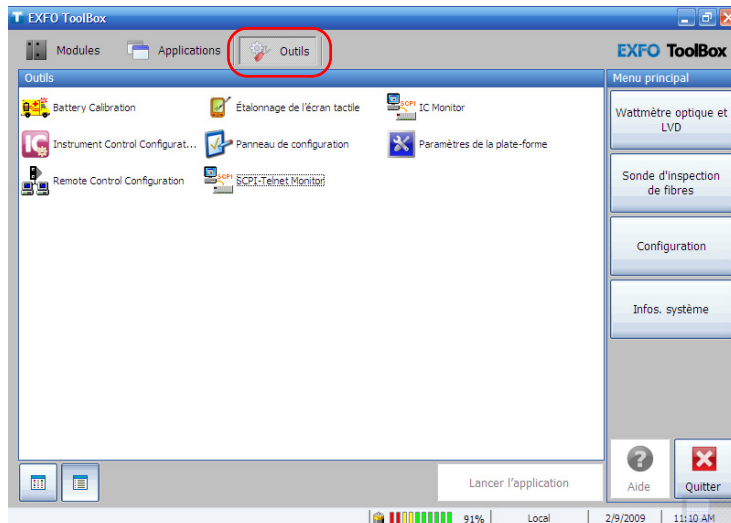 EXFO ToolBox
Modules Applications Outils EXFO ToolBox
Outils
Menu principal
Battery Calibration
Étalonnage de l'écran tactile
SCPI IC Monitor
IC Instrument Control Configurat...
Panneau de configuration
Paramètres de la plate-forme
Remote Control Configuration
SCPI SCPI-Telnet Monitor
Wattmètre optique et
LVD
Sonde d'inspection
de fibres
Configuration
Infos. système
Lancer l'application
Aide
Quitter
91% Local 2/9/2009 11:10 AM